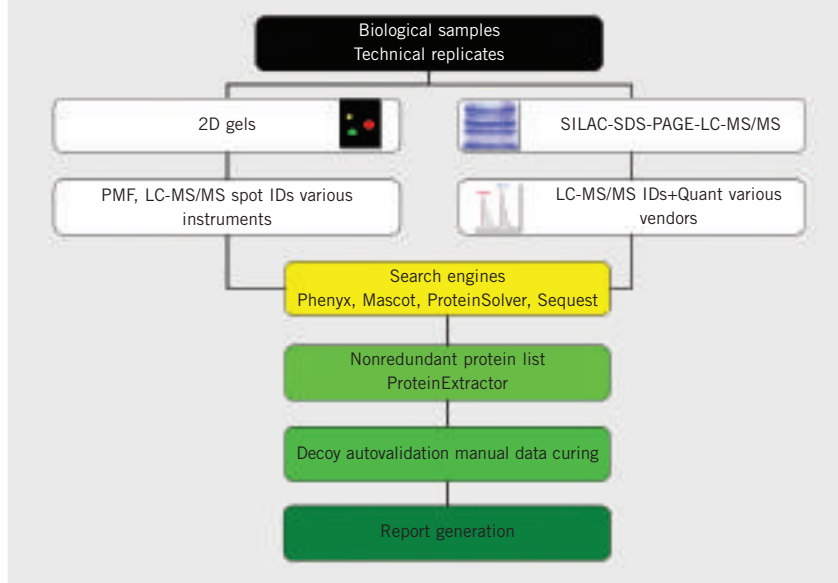 Biological samples
Technical replicates
2D gels
SILAC-SDS-PAGE-LC-MS/MS
PMF, LC-MS/MS spot IDs various
instruments
LC-MS/MS IDs+Quant various
vendors
Search engines
Phenyx, Mascot, ProteinSolver, Sequest
Nonredundant protein list
ProteinExtractor
Decoy autovalidation manual data curing
Report generation